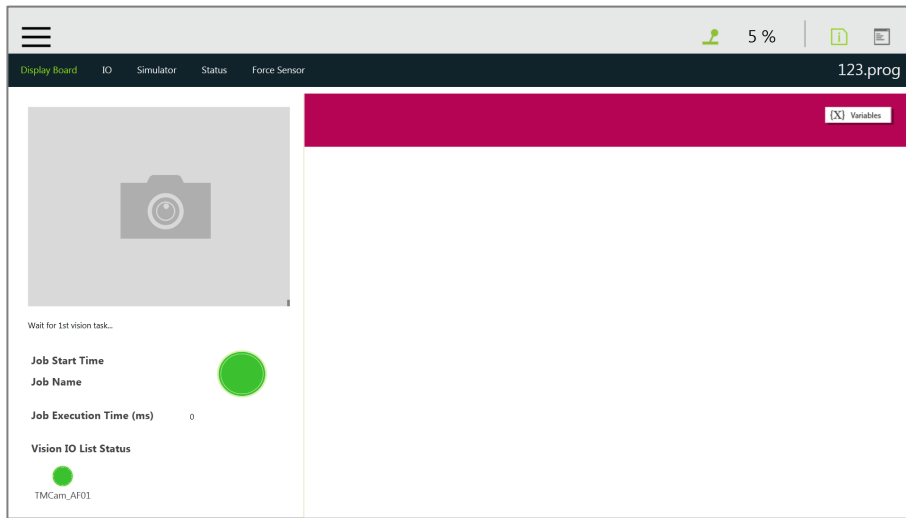 5 %
Display Board IO Simulator Status Force Sensor 123.prog
{X} Variables
Wait for 1st vision task...
Job Start Time
Job Name
Job Execution Time (ms) 0
Vision IO List Status
TMCam_AF01